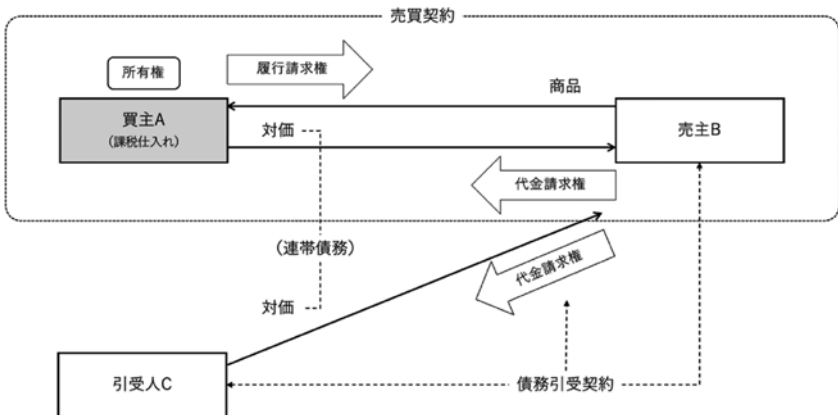 売買契約
所有権
履行請求権
商品
買主A
(課税仕入れ)
対価
売主B
代金請求権
(連帯債務)
代金請求権
対価
引受人C
債務引受契約